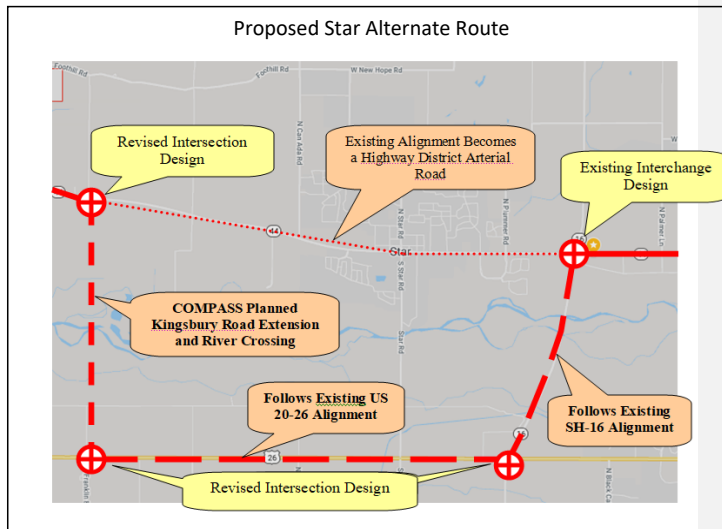 Proposed Star Alternate Route
Foothill Rd
Foothill Rd
W New Hope Rd
N Can Ada Rd
Revised Intersection
Design
Existing Alignment Becomes
a Highway District Arterial
Road
Existing Interchange
Design
N Star Rd
N Plummer Rd
N Palmer Ln
16
44
Star
S Star Rd
COMPASS Planned
Kingsbury Road Extension
and River Crossing
Star Rd
Follows Existing US
20-26 Alignment
Follows Existing
SH-16 Alignment
16
26
Revised Intersection Design
Franklin
N Black Ca